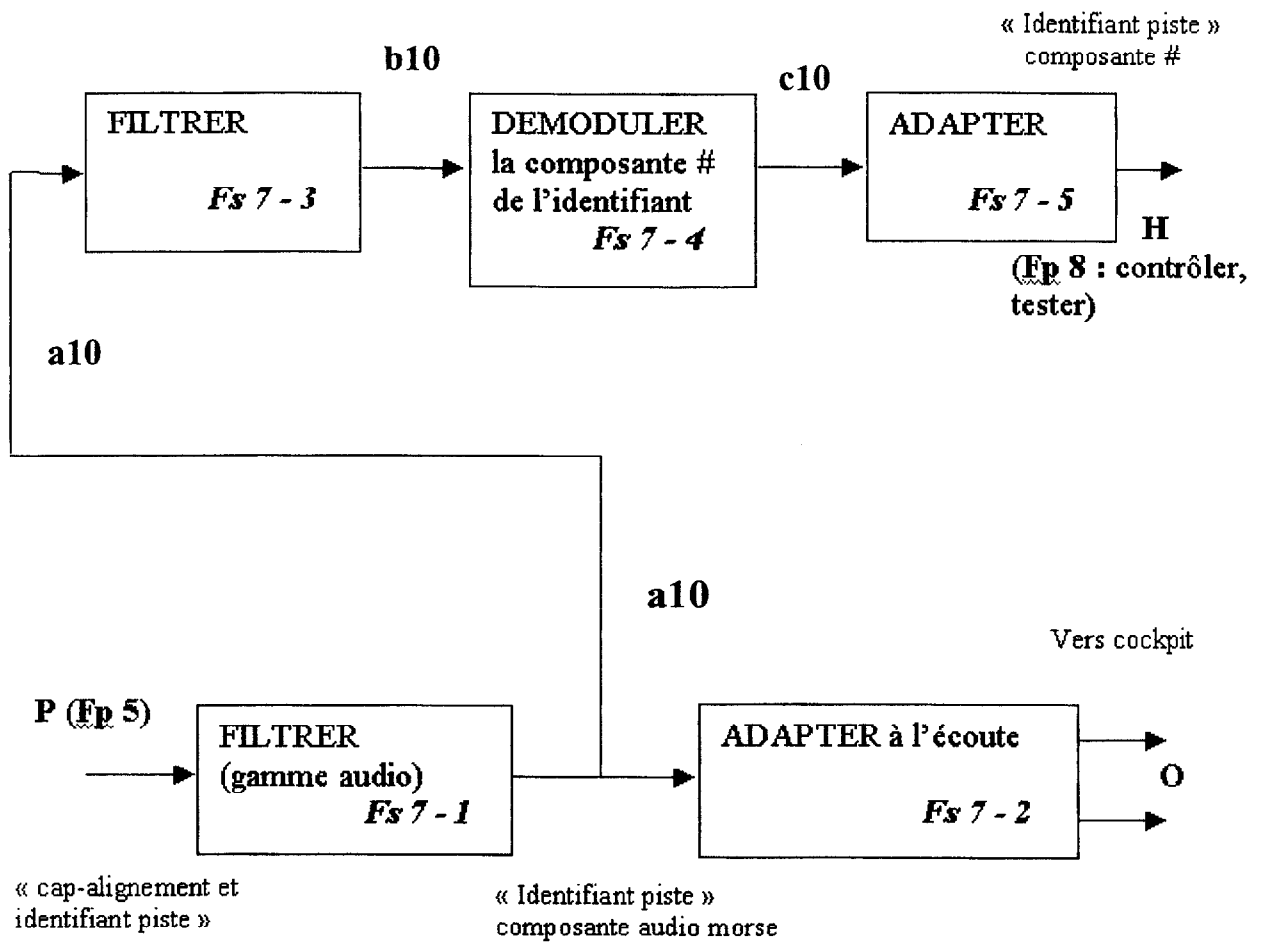 « Identifiant piste »
composante #
b10
c10
FILTRER
Fs 7 - 3
DEMODULER
la composante #
de l'identifiant
Fs 7 - 4
ADAPTER
Fs 7 - 5
H
(Fp 8 : contrôler,
tester)
a10
a10
Vers cockpit
P (Fp 5)
FILTRER
(gamme audio)
Fs 7 - 1
ADAPTER à l'écoute
Fs 7 - 2
O
« cap-alignement et
identifiant piste »
« Identifiant piste »
composante audio morse